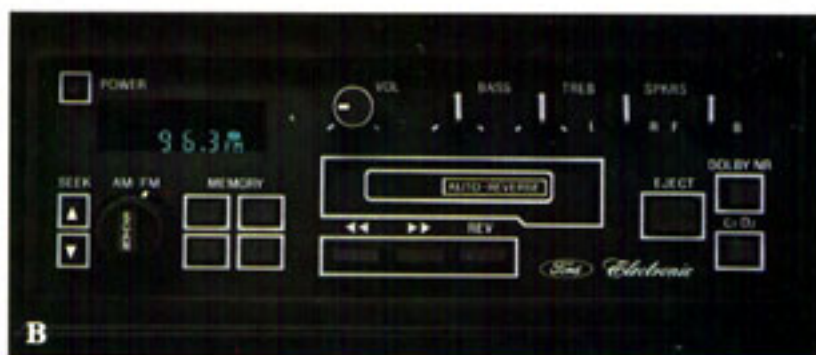 POWER
VOL BASS TREB SPKRS
96.3
L R F B
SEEK AM FM MEMORY
AUTO-REVERSE
DOLBY NR
EJECT
REV
Ford Electronic
B